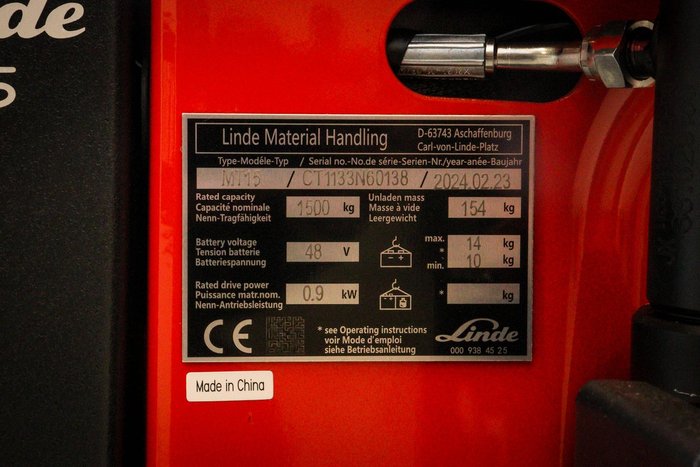 de
5
Linde Material Handling
D-63743 Aschaffenburg
Carl-von-Linde-Platz
Type-Modéle-Typ / Serial no.-No.de série-Serien-Nr./year-anée-Baujahr
MT15 / CT1133N60138 / 2024.02.23
Rated capacity
Capacité nominale
Nenn-Tragfähigkeit
1500 kg
Unladen mass
Masse à vide
Leergewicht
154 kg
Battery voltage
Tension batterie
Batteriespannung
48 V
max. 14 kg
*
min. 10 kg
Rated drive power
Puissance matr.nom.
Nenn-Antriebsleistung
0.9 kW
* kg
CE
* see Operating instructions
voir Mode d'emploi
siehe Betriebsanleitung
Linde
000 938 45 25
Made in China